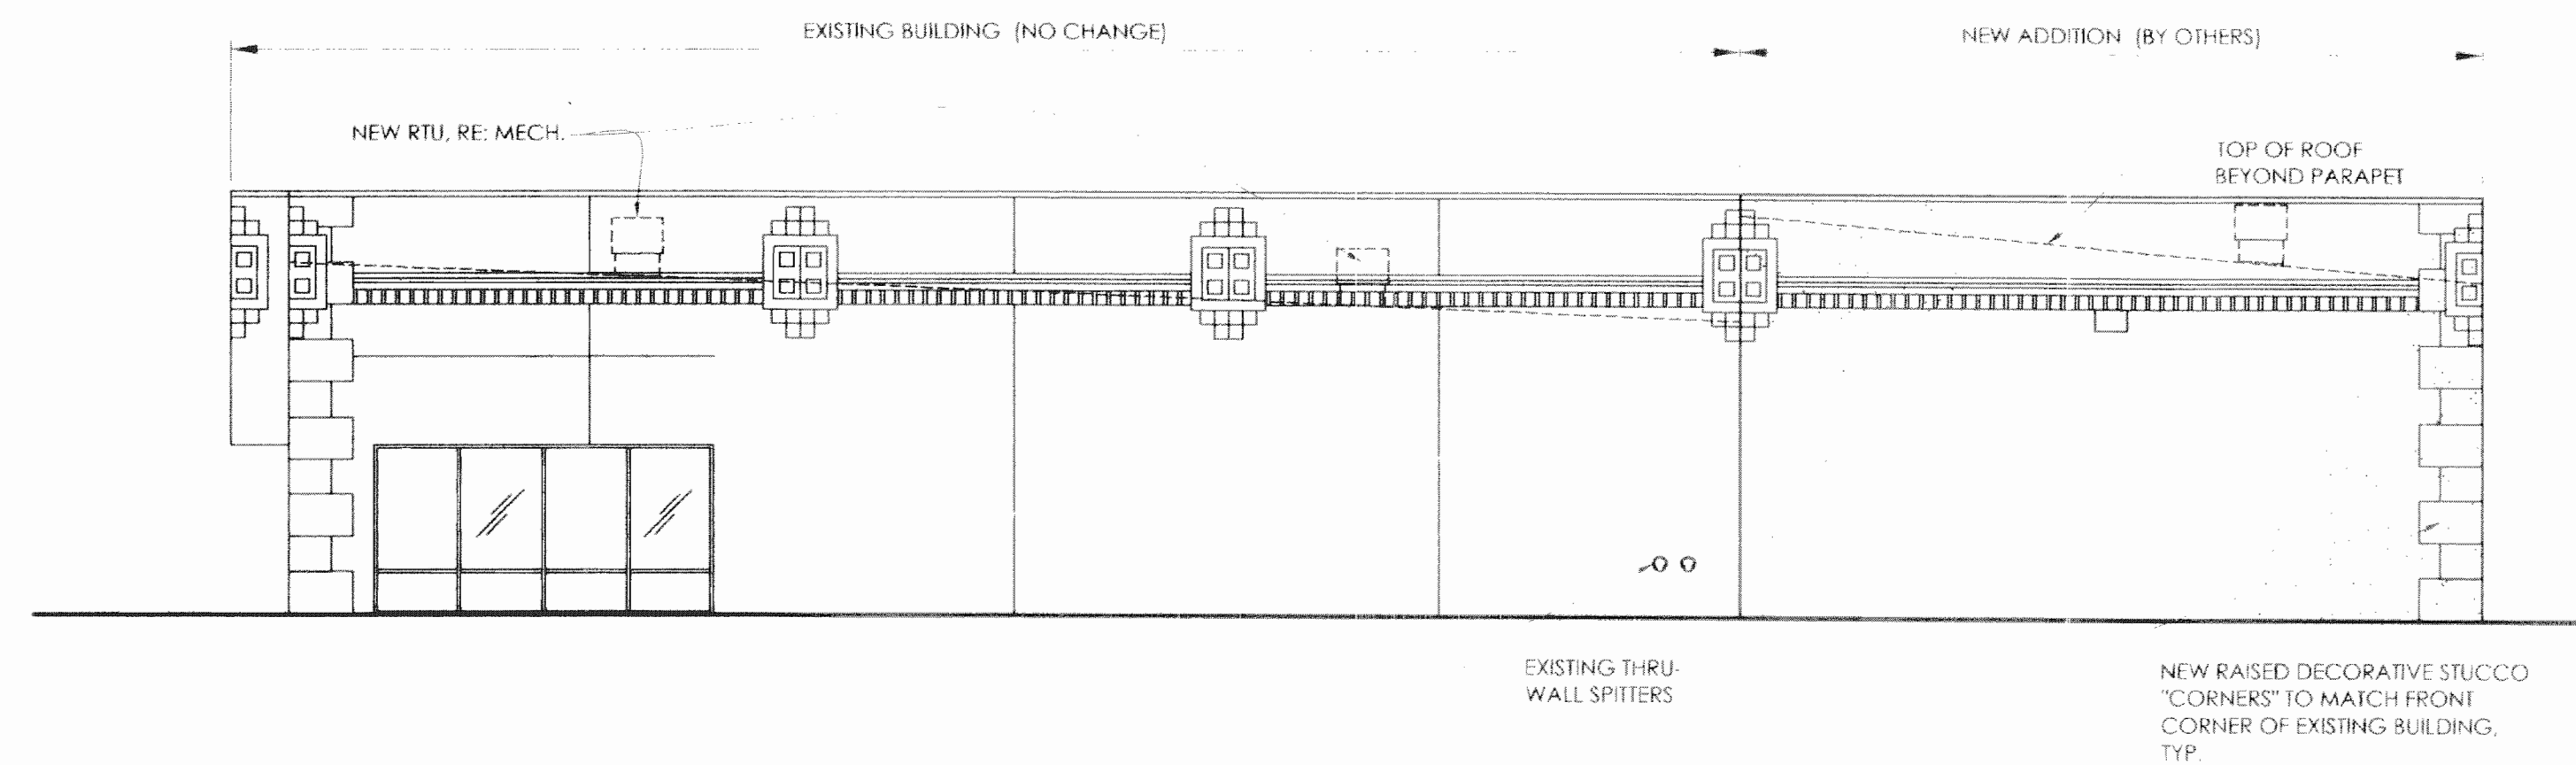 EXISTING BUILDING (NO CHANGE)
NEW ADDITION (BY OTHERS)
NEW RTU, RE: MECH.
TOP OF ROOF
BEYOND PARAPET
EXISTING THRU-
WALL SPITTERS
NEW RAISED DECORATIVE STUCCO
"CORNERS" TO MATCH FRONT
CORNER OF EXISTING BUILDING,
TYP.